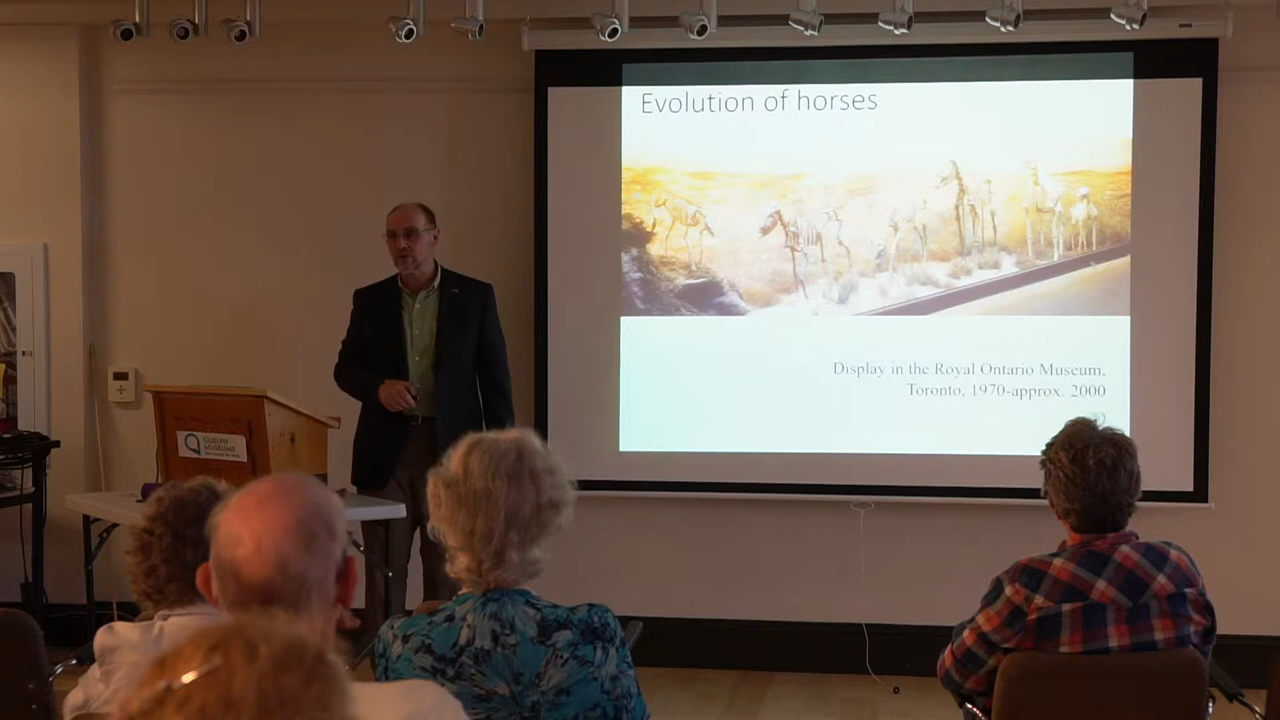 Evolution of horses
Display in the Royal Ontario Museum,
Toronto, 1970-approx. 2000
GUELPH
MUSEUMS